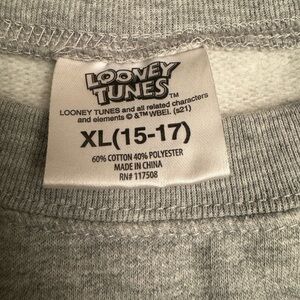 LOONEY
TUNES™
LOONEY TUNES and all related characters
and elements © &™ WBEI. (s21)
XL(15-17)
60% COTTON 40% POLYESTER
MADE IN CHINA
RN# 117508